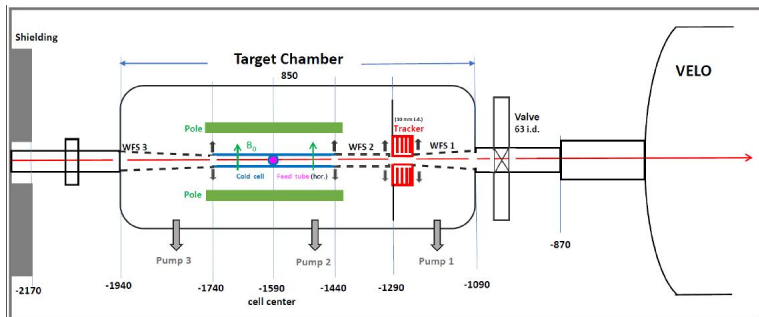 Shielding
Target Chamber
850
VELO
Pole
(10 mm i.d.)
Tracker
Valve
63 i.d.
WFS 3
B0
WFS 2
WFS 1
Cold cell
Feed tube (hor.)
Pole
Pump 3
Pump 2
Pump 1
-870
-2170
-1940
-1740
-1590
-1440
-1290
-1090
cell center